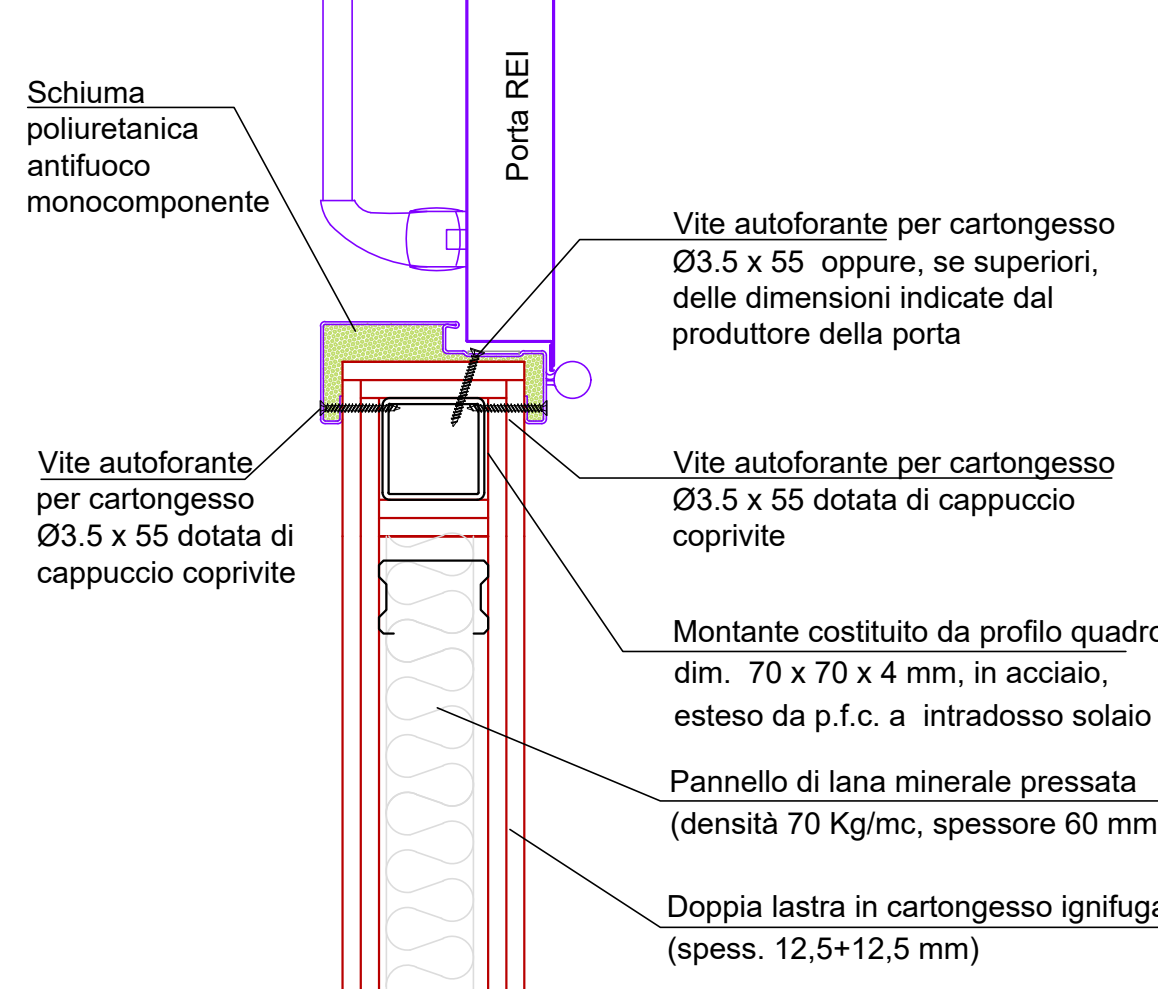 Schiuma
poliuretanica
antifuoco
monocomponente
Porta REI
Vite autoforante per cartongesso
Ø3.5 x 55 oppure, se superiori,
delle dimensioni indicate dal
produttore della porta
Vite autoforante
per cartongesso
Ø3.5 x 55 dotata di
cappuccio coprivite
Vite autoforante per cartongesso
Ø3.5 x 55 dotata di cappuccio
coprivite
Montante costituito da profilo quadro
dim. 70 x 70 x 4 mm, in acciaio,
esteso da p.f.c. a intradosso solaio
Pannello di lana minerale pressata
(densità 70 Kg/mc, spessore 60 mm
Doppia lastra in cartongesso ignifuga
(spess. 12,5+12,5 mm)